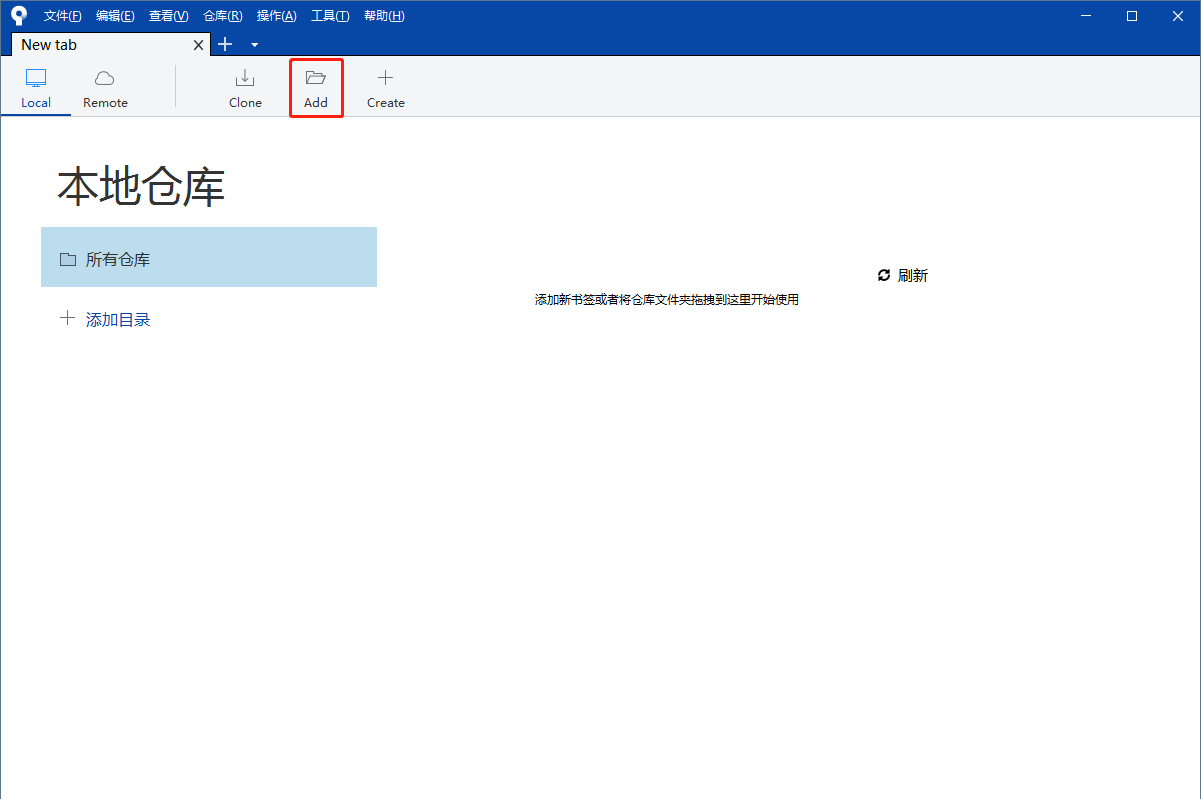 文件(F) 编辑(E) 查看(V) 仓库(R) 操作(A) 工具(T) 帮助(H)
New tab
Local Remote Clone Add Create
本地仓库
所有仓库
刷新
添加新书签或者将仓库文件夹拖拽到这里开始使用
添加目录